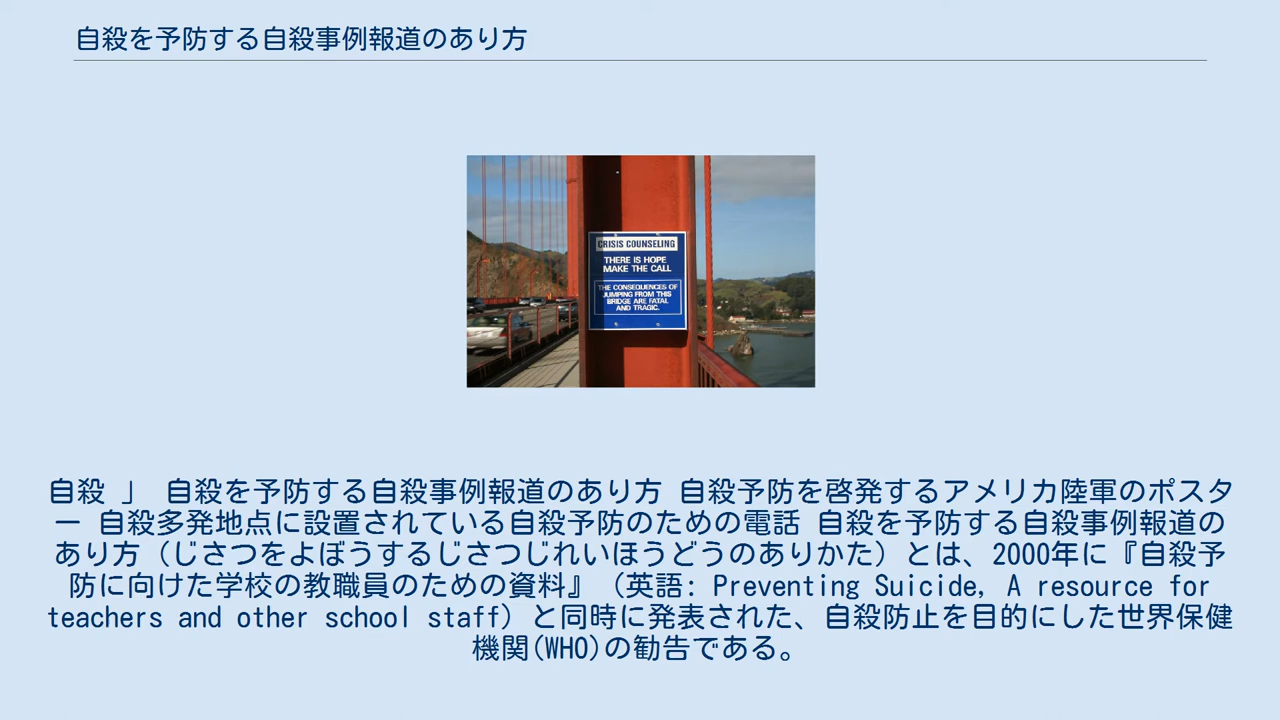 自殺を予防する自殺事例報道のあり方
CRISIS COUNSELING
THERE IS HOPE
MAKE THE CALL
THE CONSEQUENCES OF
JUMPING FROM THIS
BRIDGE ARE FATAL
AND TRAGIC.
自殺 」 自殺を予防する自殺事例報道のあり方 自殺予防を啓発するアメリカ陸軍のポスタ
ー 自殺多発地点に設置されている自殺予防のための電話 自殺を予防する自殺事例報道の
あり方（じさつをよぼうするじさつじれいほうどうのありかた）とは、2000年に『自殺予
防に向けた学校の教職員のための資料』（英語: Preventing Suicide, A resource for
teachers and other school staff）と同時に発表された、自殺防止を目的にした世界保健
機関(WHO)の勧告である。